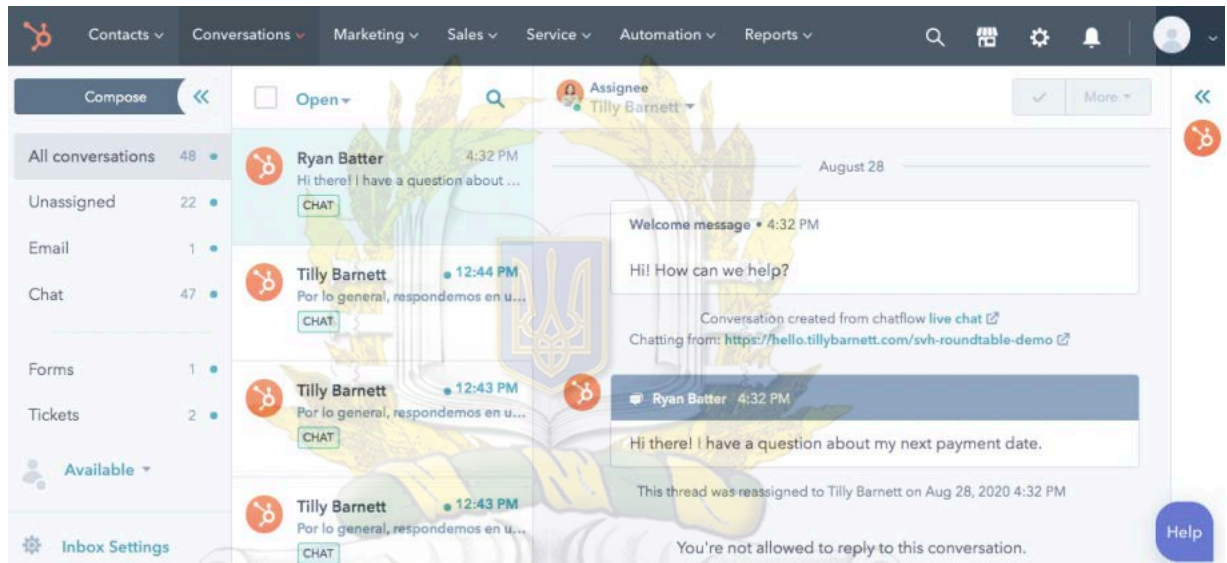 Contacts Conversations Marketing Sales Service Automation Reports
Compose
All conversations 48
Unassigned 22
Email 1
Chat 47
Forms 1
Tickets 2
Available
Inbox Settings
Open
Ryan Batter 4:32 PM
Hi there! I have a question about ...
CHAT
Tilly Barnett 12:44 PM
Por lo general, respondemos en u...
CHAT
Tilly Barnett 12:43 PM
Por lo general, respondemos en u...
CHAT
Tilly Barnett 12:43 PM
Por lo general, respondemos en u...
CHAT
Assignee
Tilly Barnett
More
August 28
Welcome message • 4:32 PM
Hi! How can we help?
Conversation created from chatflow live chat
Chatting from: https://hello.tillybarnett.com/svh-roundtable-demo
Ryan Batter 4:32 PM
Hi there! I have a question about my next payment date.
This thread was reassigned to Tilly Barnett on Aug 28, 2020 4:32 PM
You're not allowed to reply to this conversation.
Help